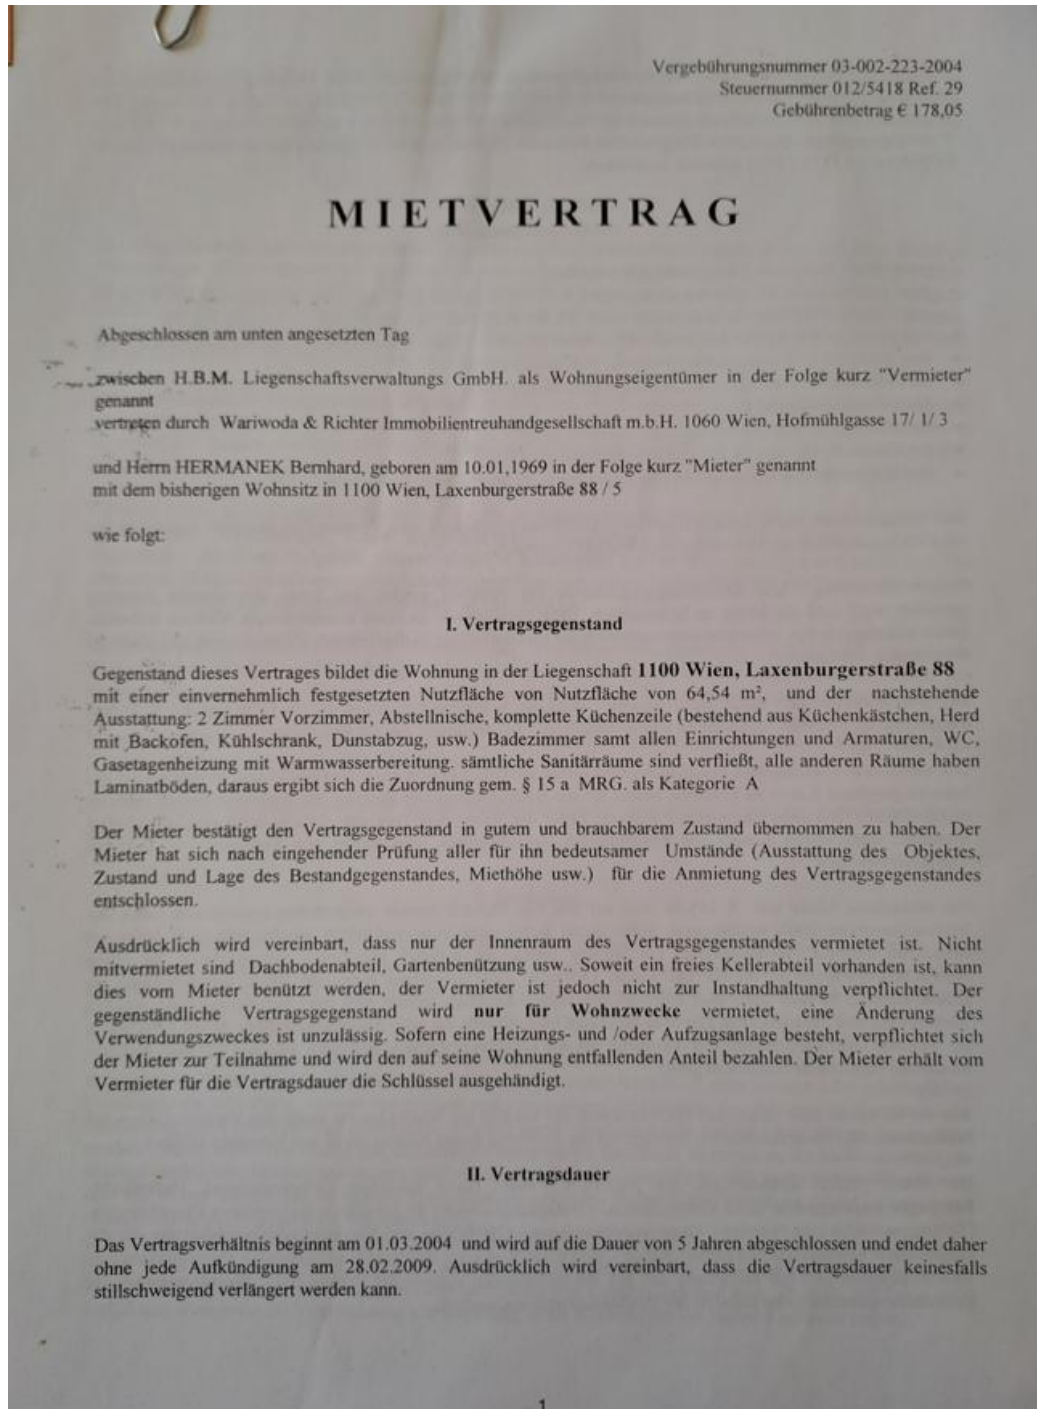 Vergebührungsnummer 03-002-223-2004
Steuernummer 012/5418 Ref. 29
Gebührenbetrag € 178,05
MIETVERTRAG
Abgeschlossen am unten angesetzten Tag
zwischen H.B.M. Liegenschaftsverwaltungs GmbH. als Wohnungseigentümer in der Folge kurz "Vermieter"
genannt
vertreten durch Wariwoda & Richter Immobilientreuhandgesellschaft m.b.H. 1060 Wien, Hofmühlgasse 17/ 1/ 3
und Herrn HERMANEK Bernhard, geboren am 10.01,1969 in der Folge kurz "Mieter" genannt
mit dem bisherigen Wohnsitz in 1100 Wien, Laxenburgerstraße 88 / 5
wie folgt:
I. Vertragsgegenstand
Gegenstand dieses Vertrages bildet die Wohnung in der Liegenschaft 1100 Wien, Laxenburgerstraße 88
mit einer einvernehmlich festgesetzten Nutzfläche von Nutzfläche von 64,54 m², und der nachstehende
Ausstattung: 2 Zimmer Vorzimmer, Abstellnische, komplette Küchenzeile (bestehend aus Küchenkästchen, Herd
mit Backofen, Kühlschrank, Dunstabzug, usw.) Badezimmer samt allen Einrichtungen und Armaturen, WC,
Gasetagenheizung mit Warmwasserbereitung. sämtliche Sanitärräume sind verfließt, alle anderen Räume haben
Laminatböden, daraus ergibt sich die Zuordnung gem. § 15 a MRG. als Kategorie A
Der Mieter bestätigt den Vertragsgegenstand in gutem und brauchbarem Zustand übernommen zu haben. Der
Mieter hat sich nach eingehender Prüfung aller für ihn bedeutsamer Umstände (Ausstattung des Objektes,
Zustand und Lage des Bestandgegenstandes, Miethöhe usw.) für die Anmietung des Vertragsgegenstandes
entschlossen.
Ausdrücklich wird vereinbart, dass nur der Innenraum des Vertragsgegenstandes vermietet ist. Nicht
mitvermietet sind Dachbodenabteil, Gartenbenützung usw.. Soweit ein freies Kellerabteil vorhanden ist, kann
dies vom Mieter benützt werden, der Vermieter ist jedoch nicht zur Instandhaltung verpflichtet. Der
gegenständliche Vertragsgegenstand wird nur für Wohnzwecke vermietet, eine Änderung des
Verwendungszweckes ist unzulässig. Sofern eine Heizungs- und /oder Aufzugsanlage besteht, verpflichtet sich
der Mieter zur Teilnahme und wird den auf seine Wohnung entfallenden Anteil bezahlen. Der Mieter erhält vom
Vermieter für die Vertragsdauer die Schlüssel ausgehändigt.
II. Vertragsdauer
Das Vertragsverhältnis beginnt am 01.03.2004 und wird auf die Dauer von 5 Jahren abgeschlossen und endet daher
ohne jede Aufkündigung am 28.02.2009. Ausdrücklich wird vereinbart, dass die Vertragsdauer keinesfalls
stillschweigend verlängert werden kann.
1